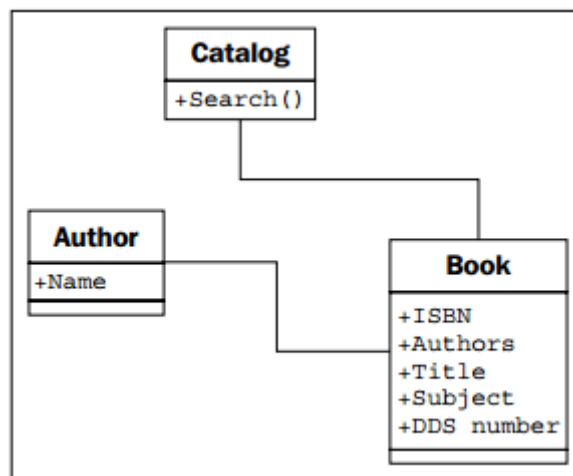 Catalog
+Search()
Author
+Name
Book
+ISBN
+Authors
+Title
+Subject
+DDS number